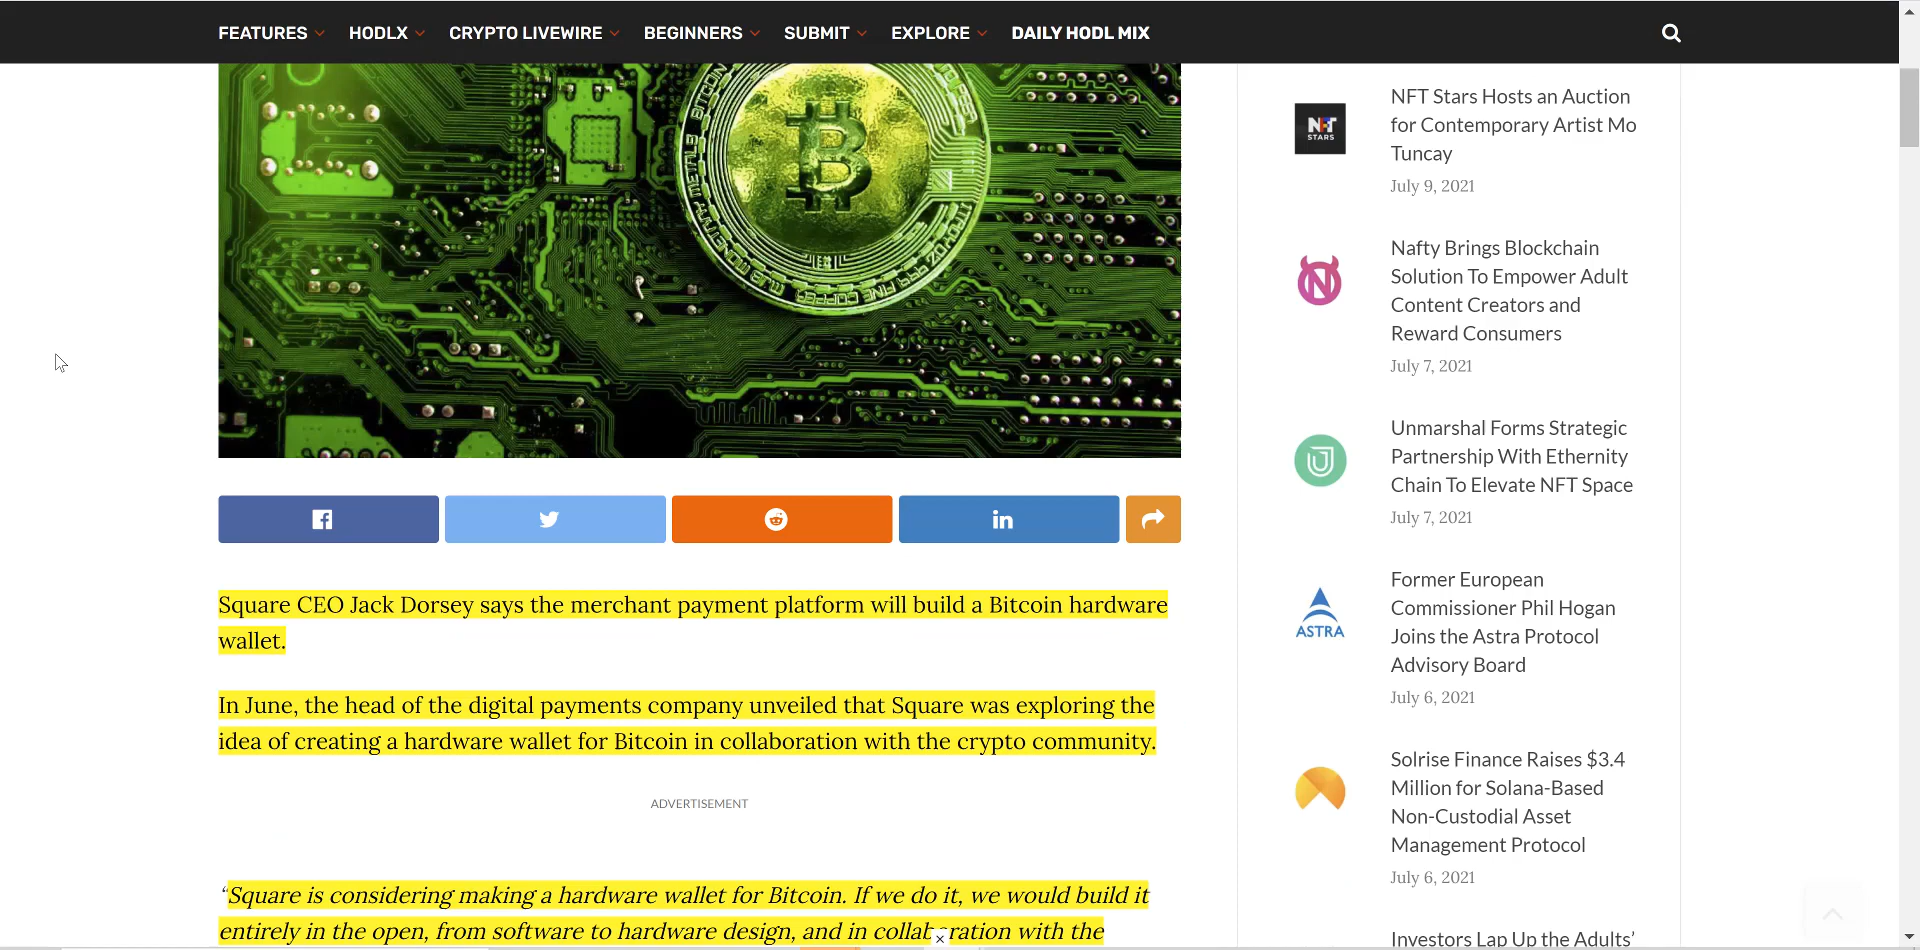 FEATURES HODLX CRYPTO LIVEWIRE BEGINNERS SUBMIT EXPLORE DAILY HODL MIX
BITCOIN
Square CEO Jack Dorsey says the merchant payment platform will build a Bitcoin hardware
wallet.
In June, the head of the digital payments company unveiled that Square was exploring the
idea of creating a hardware wallet for Bitcoin in collaboration with the crypto community.
ADVERTISEMENT
“Square is considering making a hardware wallet for Bitcoin. If we do it, we would build it
entirely in the open, from software to hardware design, and in collaboration with the
NFT
STARS
NFT Stars Hosts an Auction
for Contemporary Artist Mo
Tuncay
July 9, 2021
Nafty Brings Blockchain
Solution To Empower Adult
Content Creators and
Reward Consumers
July 7, 2021
Unmarshal Forms Strategic
Partnership With Ethernity
Chain To Elevate NFT Space
July 7, 2021
ASTRA
Former European
Commissioner Phil Hogan
Joins the Astra Protocol
Advisory Board
July 6, 2021
Solrise Finance Raises $3.4
Million for Solana-Based
Non-Custodial Asset
Management Protocol
July 6, 2021
Investors Lap Up the Adults’